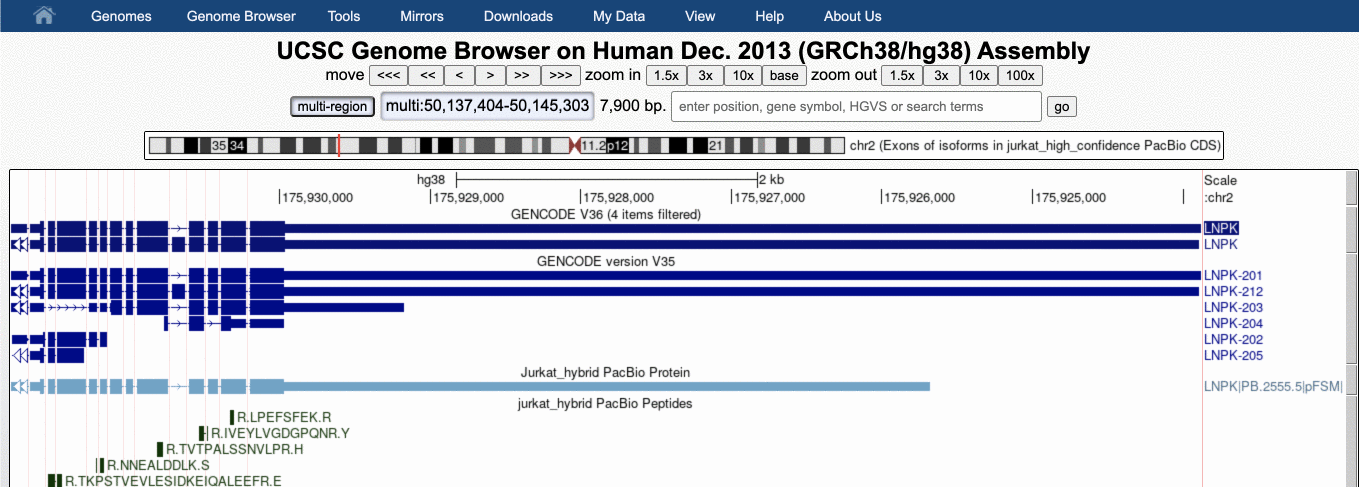 Genomes Genome Browser Tools Mirrors Downloads My Data View Help About Us
UCSC Genome Browser on Human Dec. 2013 (GRCh38/hg38) Assembly
move <<< << < > >> >>> zoom in 1.5x 3x 10x base zoom out 1.5x 3x 10x 100x
multi-region multi:50,137,404-50,145,303 7,900 bp. enter position, gene symbol, HGVS or search terms go
35 34 11.2 p12 21 chr2 (Exons of isoforms in jurkat_high_confidence PacBio CDS)
hg38 2 kb Scale
175,930,000 175,929,000 175,928,000 175,927,000 175,926,000 175,925,000 :chr2
GENCODE V36 (4 items filtered)
LNPK
LNPK
GENCODE version V35
LNPK-201
LNPK-212
LNPK-203
LNPK-204
LNPK-202
LNPK-205
Jurkat_hybrid PacBio Protein
LNPK|PB.2555.5|pFSM|
jurkat_hybrid PacBio Peptides
R.LPEFSFEK.R
R.IVEYLVGDGPQNR.Y
R.TVTPALSSNVLPR.H
R.NNEALDDLK.S
R.TKPSTVEVLESIDKEIQALEEFR.E